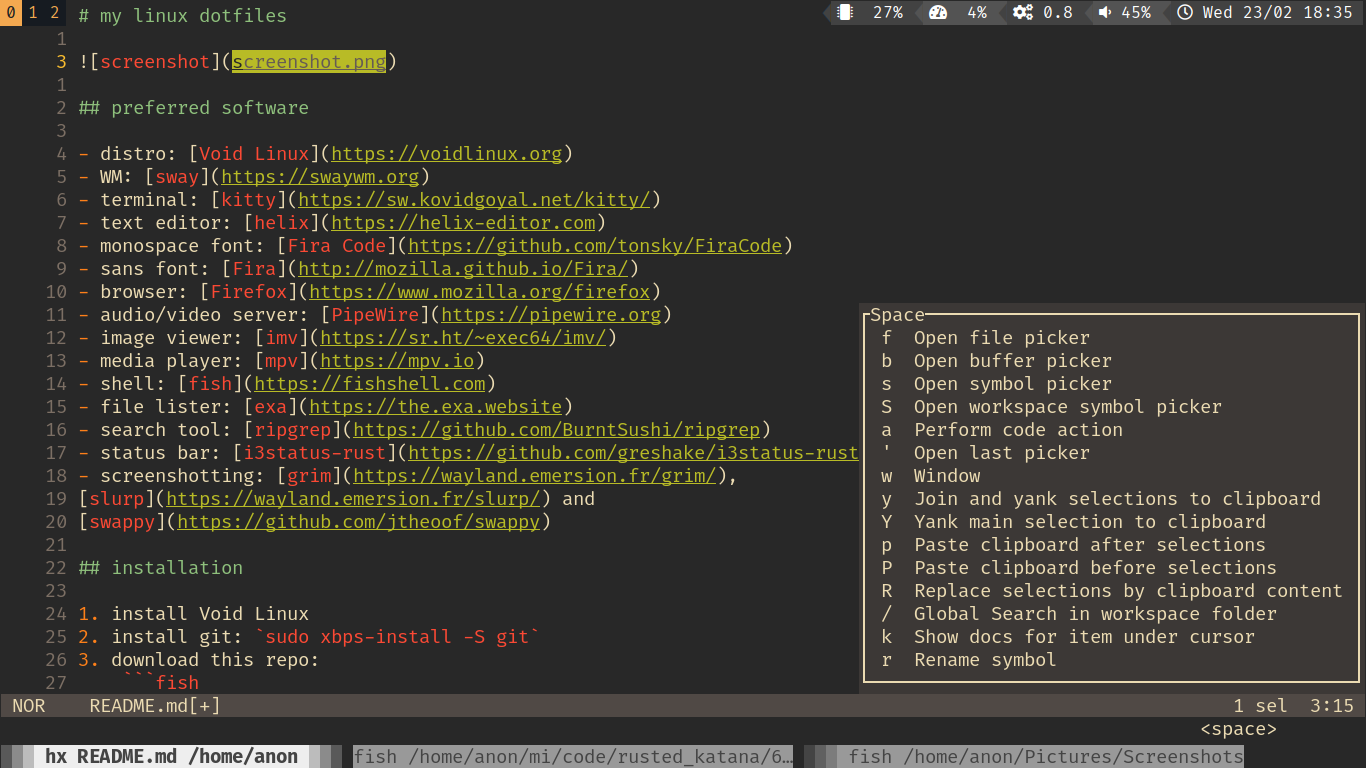 0 1 2
27% 4% 0.8 45% Wed 23/02 18:35
# my linux dotfiles
1
3 ![screenshot](screenshot.png)
1
2 ## preferred software
3
4 - distro: [Void Linux](https://voidlinux.org)
5 - WM: [sway](https://swaywm.org)
6 - terminal: [kitty](https://sw.kovidgoyal.net/kitty/)
7 - text editor: [helix](https://helix-editor.com)
8 - monospace font: [Fira Code](https://github.com/tonsky/FiraCode)
9 - sans font: [Fira](http://mozilla.github.io/Fira/)
10 - browser: [Firefox](https://www.mozilla.org/firefox)
11 - audio/video server: [PipeWire](https://pipewire.org)
12 - image viewer: [imv](https://sr.ht/~exec64/imv/)
13 - media player: [mpv](https://mpv.io)
14 - shell: [fish](https://fishshell.com)
15 - file lister: [exa](https://the.exa.website)
16 - search tool: [ripgrep](https://github.com/BurntSushi/ripgrep)
17 - status bar: [i3status-rust](https://github.com/greshake/i3status-rust
18 - screenshotting: [grim](https://wayland.emersion.fr/grim/),
19 [slurp](https://wayland.emersion.fr/slurp/) and
20 [swappy](https://github.com/jtheoof/swappy)
21
22 ## installation
23
24 1. install Void Linux
25 2. install git: `sudo xbps-install -S git`
26 3. download this repo:
27 ```fish
Space
f Open file picker
b Open buffer picker
s Open symbol picker
S Open workspace symbol picker
a Perform code action
' Open last picker
w Window
y Join and yank selections to clipboard
Y Yank main selection to clipboard
p Paste clipboard after selections
P Paste clipboard before selections
R Replace selections by clipboard content
/ Global Search in workspace folder
k Show docs for item under cursor
r Rename symbol
NOR README.md[+] 1 sel 3:15
<space>
hx README.md /home/anon fish /home/anon/mi/code/rusted_katana/6… fish /home/anon/Pictures/Screenshots